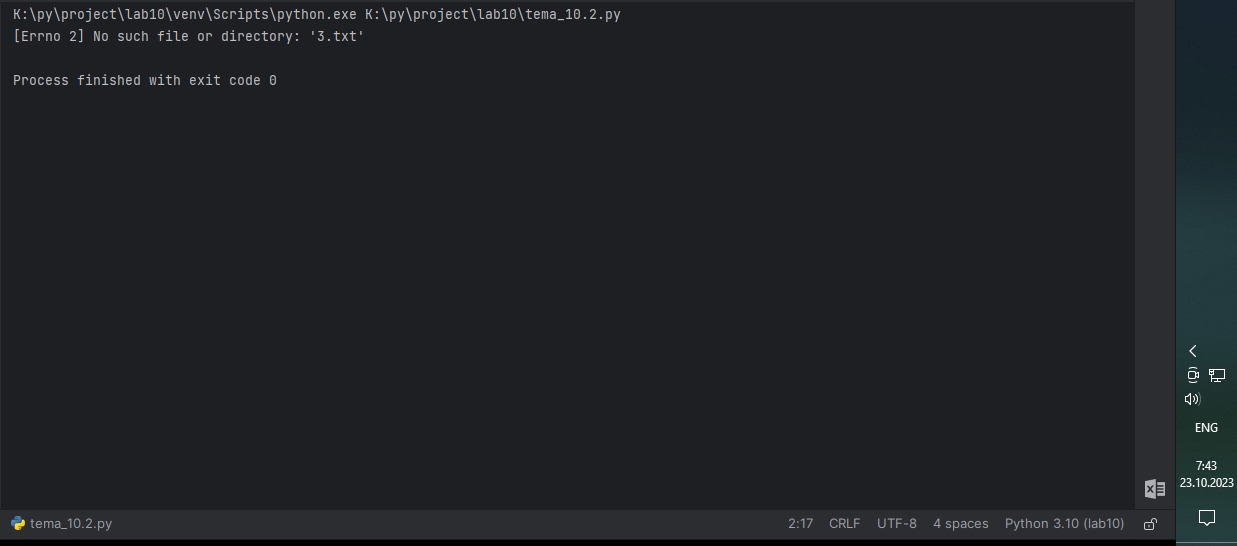 K:\py\project\lab10\venv\Scripts\python.exe K:\py\project\lab10\tema_10.2.py
[Errno 2] No such file or directory: '3.txt'
Process finished with exit code 0
ENG
7:43
23.10.2023
tema_10.2.py 2:17 CRLF UTF-8 4 spaces Python 3.10 (lab10)